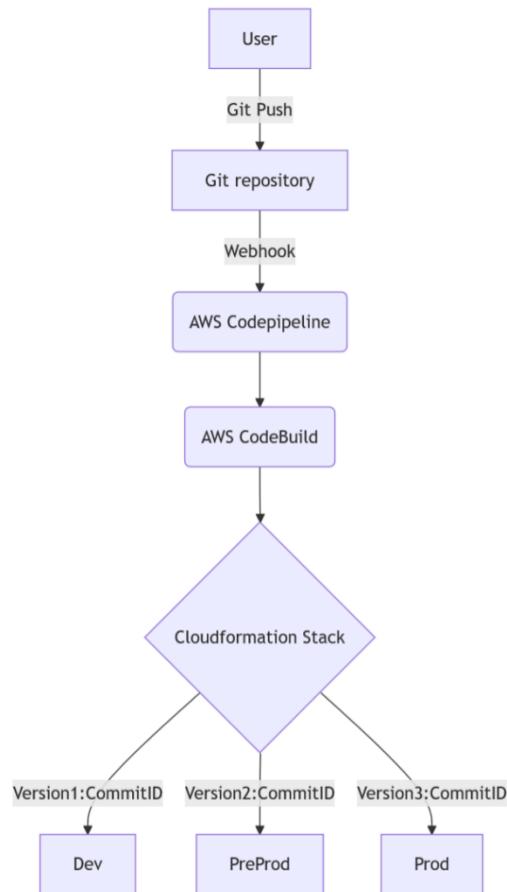 User
Git Push
Git repository
Webhook
AWS Codepipeline
AWS CodeBuild
Cloudformation Stack
Version1:CommitID
Version2:CommitID
Version3:CommitID
Dev
PreProd
Prod